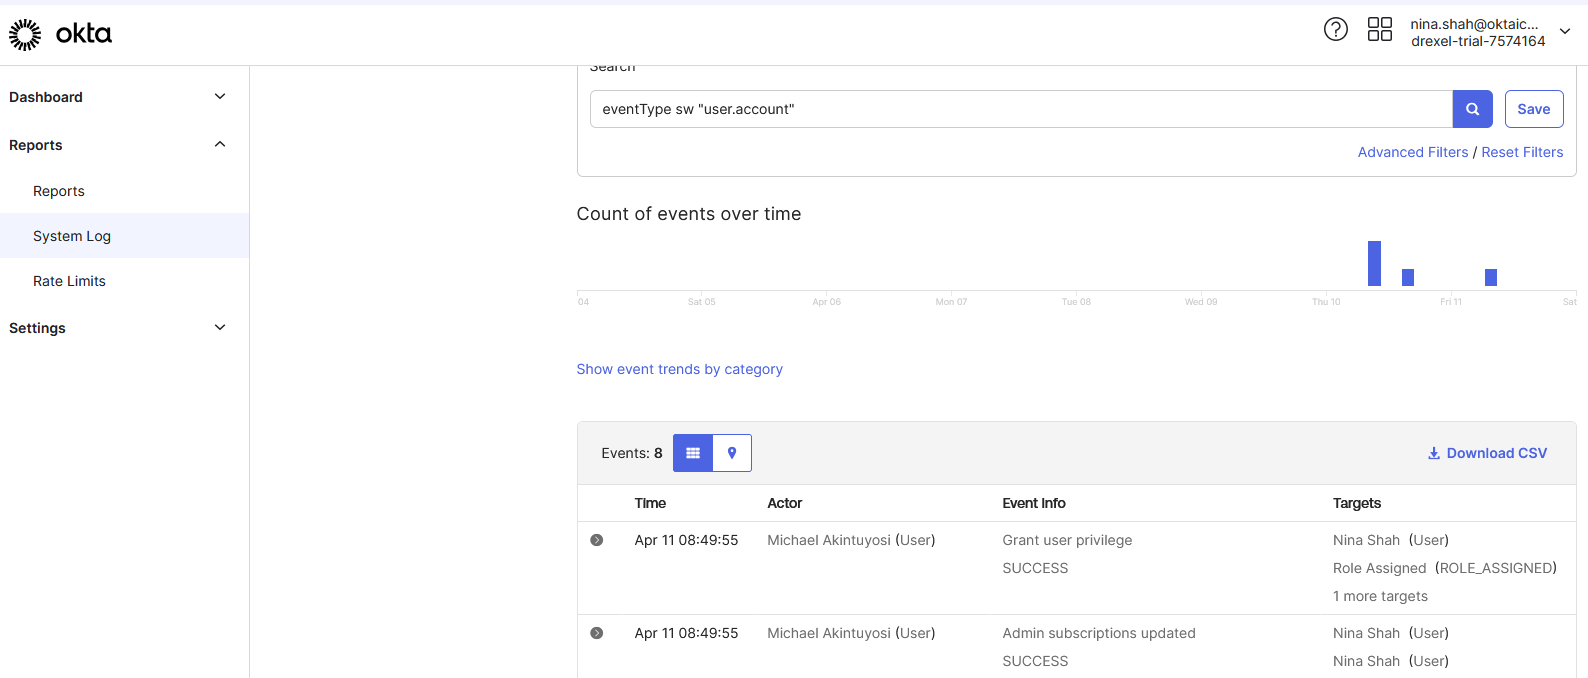 okta
nina.shah@oktaic...
drexel-trial-7574164
Dashboard
Reports
Reports
System Log
Rate Limits
Settings
Search
eventType sw "user.account"
Save
Advanced Filters / Reset Filters
Count of events over time
04 Sat 05 Apr 06 Mon 07 Tue 08 Wed 09 Thu 10 Fri 11 Sat
Show event trends by category
Events: 8
Download CSV
Time Actor Event Info Targets
Apr 11 08:49:55 Michael Akintuyosi (User) Grant user privilege Nina Shah (User)
SUCCESS Role Assigned (ROLE_ASSIGNED)
1 more targets
Apr 11 08:49:55 Michael Akintuyosi (User) Admin subscriptions updated Nina Shah (User)
SUCCESS Nina Shah (User)